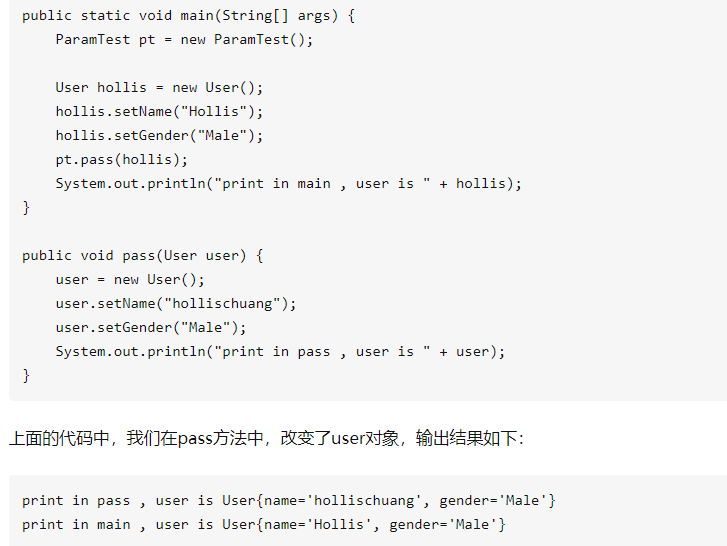 public static void main(String[] args) {
    ParamTest pt = new ParamTest();
    User hollis = new User();
    hollis.setName("Hollis");
    hollis.setGender("Male");
    pt.pass(hollis);
    System.out.println("print in main , user is " + hollis);
}
public void pass(User user) {
    user = new User();
    user.setName("hollischuang");
    user.setGender("Male");
    System.out.println("print in pass , user is " + user);
}
上面的代码中，我们在pass方法中，改变了user对象，输出结果如下：
print in pass , user is User{name='hollischuang', gender='Male'}
print in main , user is User{name='Hollis', gender='Male'}